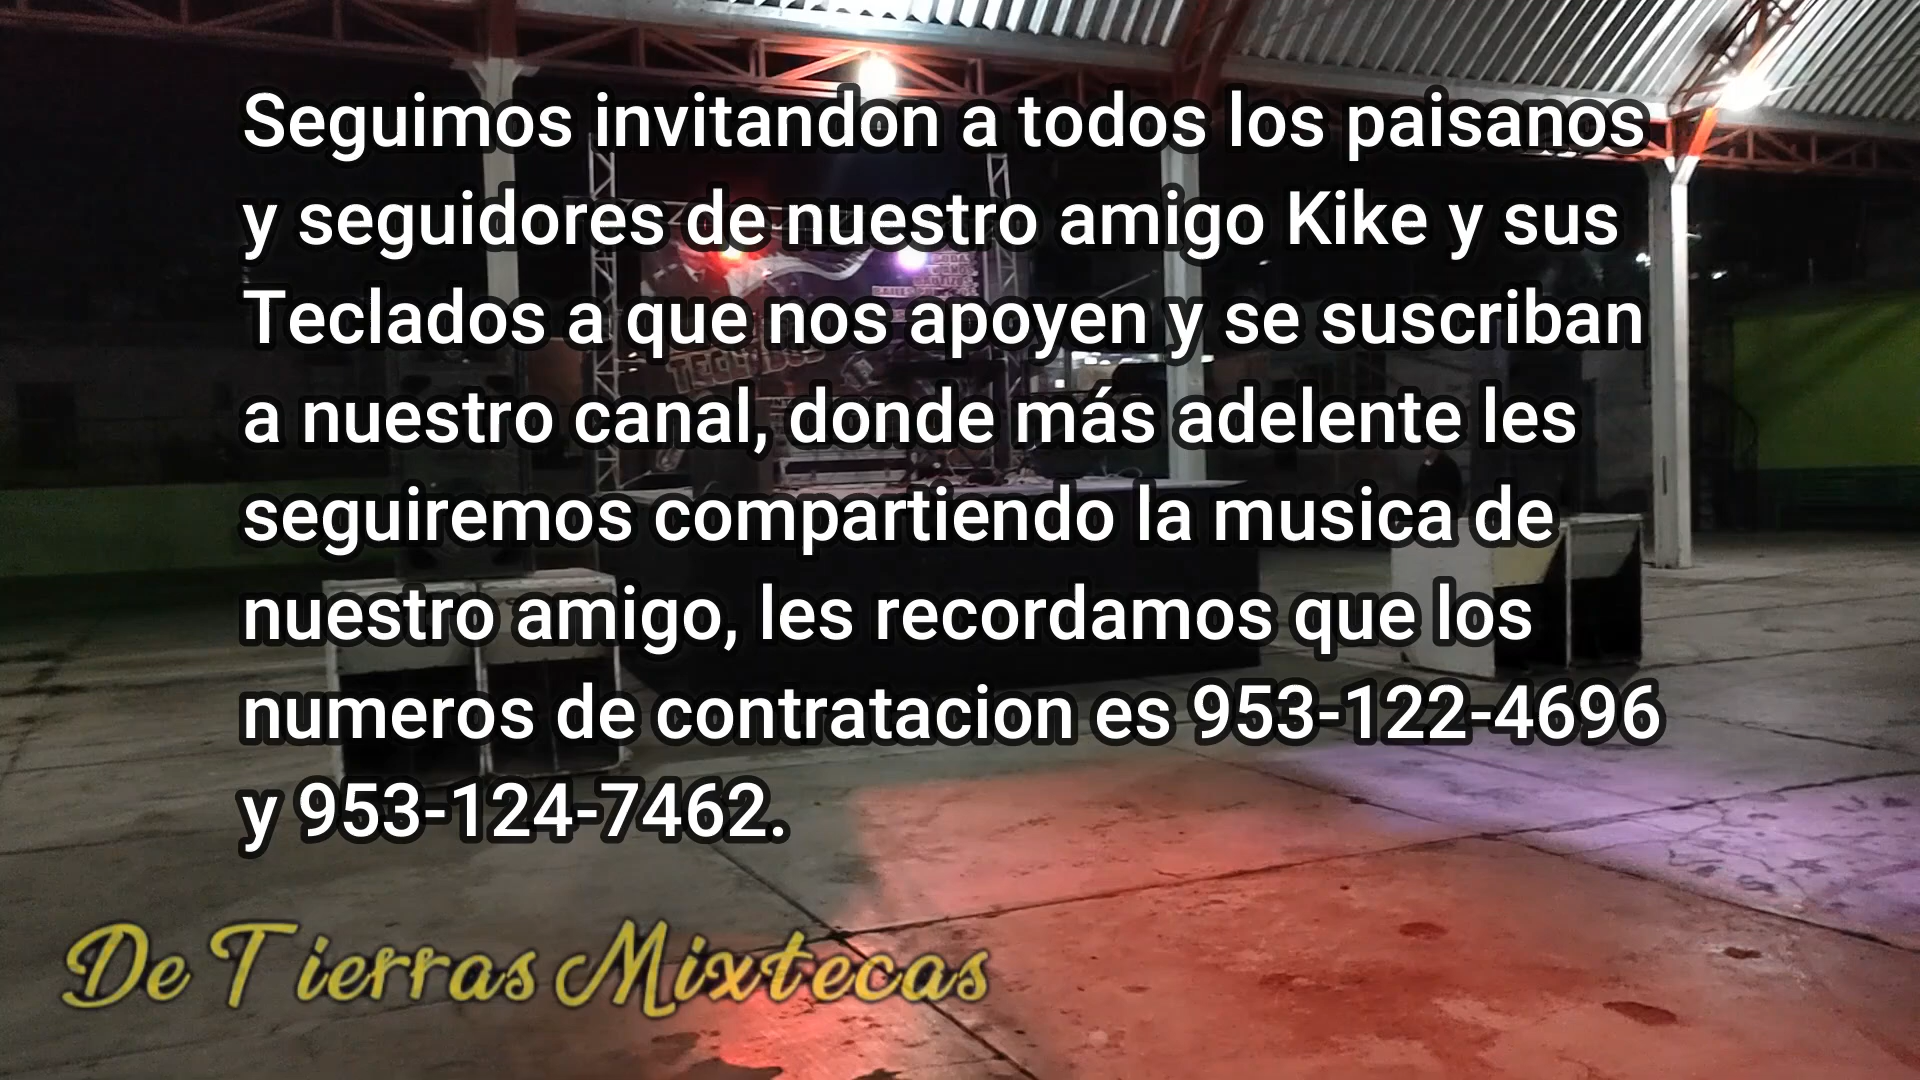 Seguimos invitandon a todos los paisanos
y seguidores de nuestro amigo Kike y sus
Teclados a que nos apoyen y se suscriban
a nuestro canal, donde más adelente les
seguiremos compartiendo la musica de
nuestro amigo, les recordamos que los
numeros de contratacion es 953-122-4696
y 953-124-7462.
TECLADOS
De Tierras Mixtecas